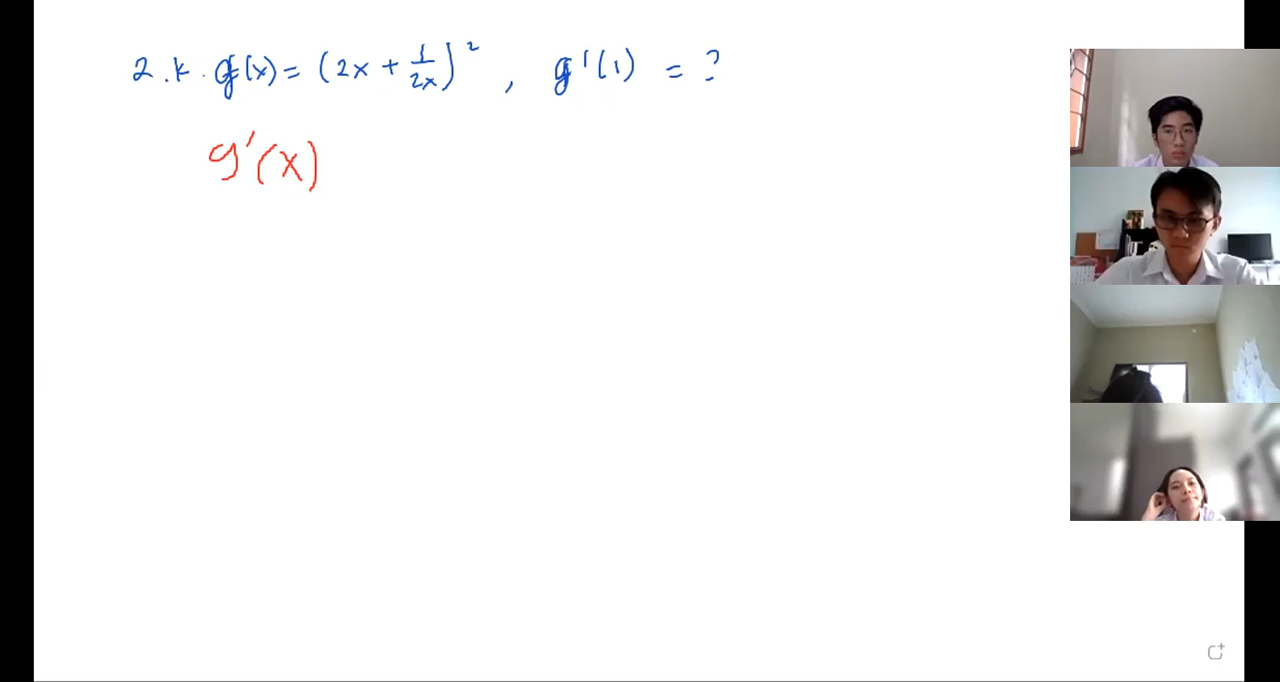 2.k. g(x) = (2x + 1/2x)², g'(1) = ?
g'(x)